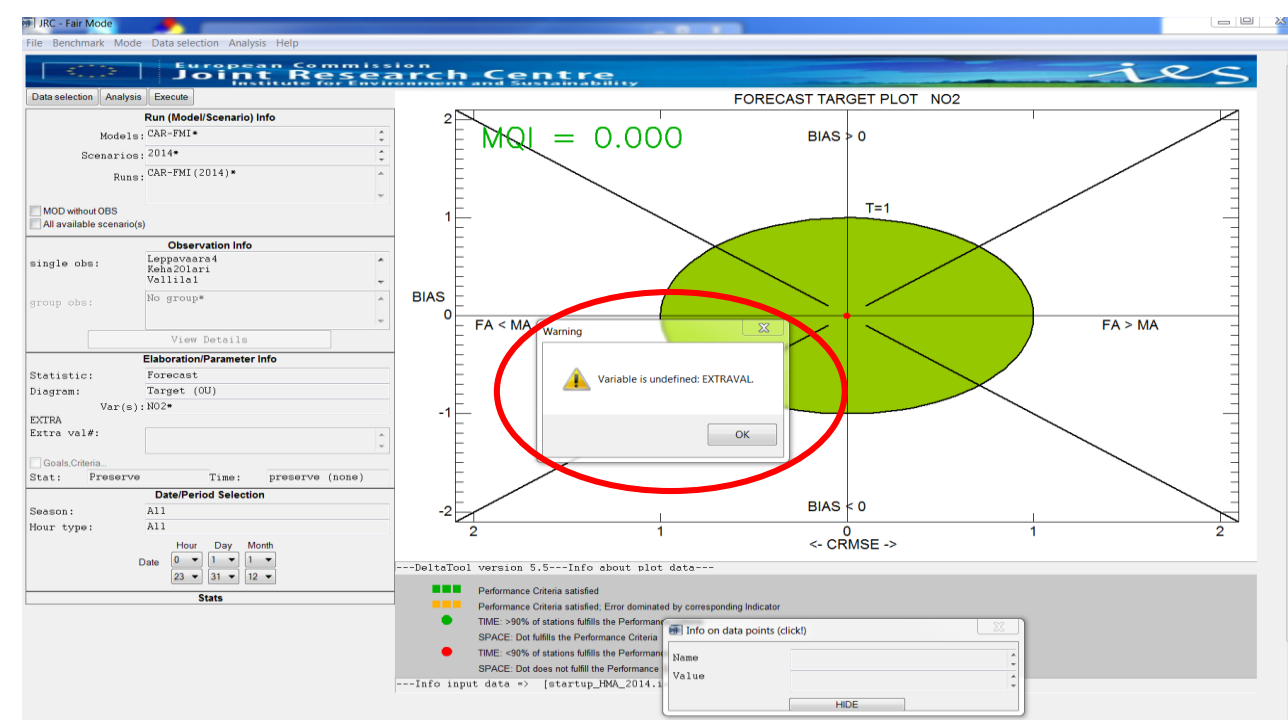 JRC - Fair Mode
File Benchmark Mode Data selection Analysis Help
European Commission
Joint Research Centre
Institute for Environment and Sustainability
ies
Data selection Analysis Execute
Run (Model/Scenario) Info
Models: CAR-FMI*
Scenarios: 2014*
Runs: CAR-FMI(2014)*
MOD without OBS
All available scenario(s)
Observation Info
single obs: Leppavaara4
Keha20lari
Vallila1
group obs: No group*
View Details
Elaboration/Parameter Info
Statistic: Forecast
Diagram: Target (OU)
Var(s): NO2*
EXTRA
Extra val#:
Goals,Criteria...
Stat: Preserve Time: preserve (none)
Date/Period Selection
Season: All
Hour type: All
Hour Day Month
Date 0 1 1
23 31 12
Stats
FORECAST TARGET PLOT NO2
MQI = 0.000
BIAS > 0
T=1
2
1
BIAS
0
-1
-2
FA < MA
FA > MA
BIAS < 0
2 1 0 1 2
<- CRMSE ->
Warning
Variable is undefined: EXTRAVAL.
OK
---DeltaTool version 5.5---Info about plot data---
Performance Criteria satisfied
Performance Criteria satisfied; Error dominated by corresponding Indicator
TIME: >90% of stations fulfills the
SPACE: Dot fulfills the Performance Criteria
TIME: <90% of stations fulfills the
SPACE: Dot does not fulfill the Performance
---Info input data => [startup_HMA_2014.i
Info on data points (click!)
Name
Value
HIDE